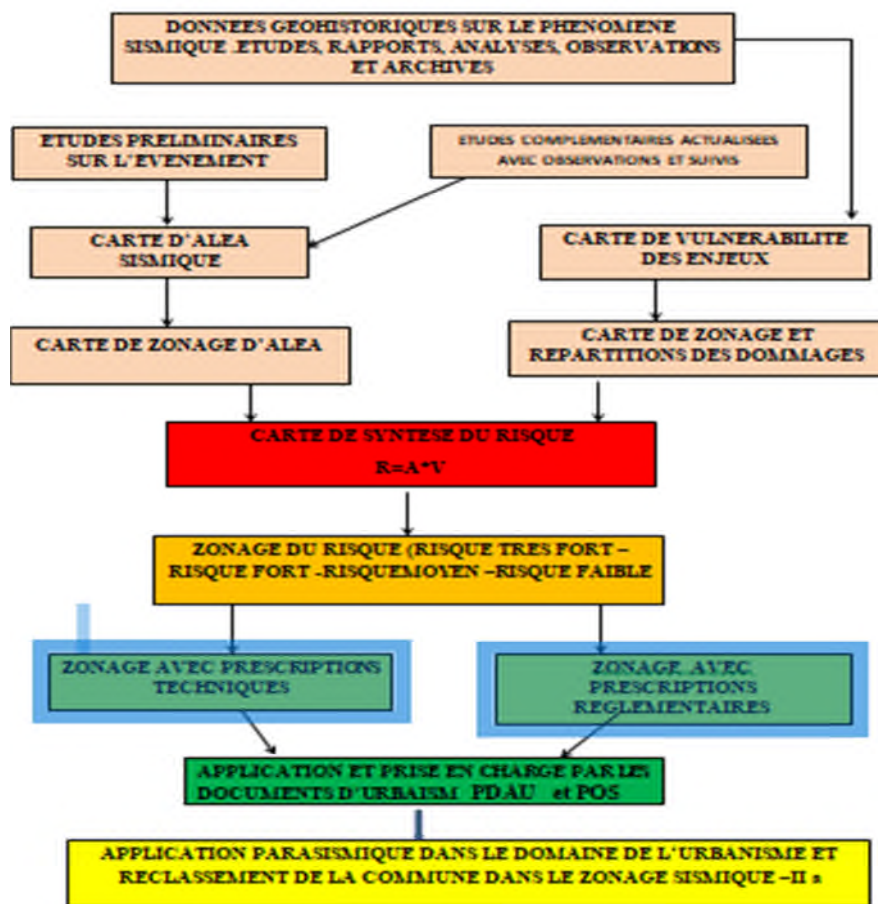 DONNEES GEOHISTORIQUES SUR LE PHENOMENE
SISMIQUE .ETUDES, RAPPORTS, ANALYSES, OBSERVATIONS
ET ARCHIVES
ETUDES PRELIMINAIRES
SUR L'EVENEMENT
ETUDES COMPLEMENTAIRES ACTUALISEES
AVEC OBSERVATIONS ET SUIVIS
CARTE D'ALEA
SISMIQUE
CARTE DE VULNERABILITE
DES ENJEUX
CARTE DE ZONAGE D'ALEA
CARTE DE ZONAGE ET
REPARTITIONS DES DOMMAGES
CARTE DE SYNTESE DU RISQUE
R=A*V
ZONAGE DU RISQUE (RISQUE TRES FORT –
RISQUE FORT -RISQUEMOYEN –RISQUE FAIBLE
ZONAGE AVEC PRESCRIPTIONS
TECHNIQUES
ZONAGE AVEC
PRESCRIPTIONS
REGLEMENTAIRES
APPLICATION ET PRISE EN CHARGE PAR LES
DOCUMENTS D'URBAISM PDAU et POS
APPLICATION PARASISMIQUE DANS LE DOMAINE DE L'URBANISME ET
RECLASSEMENT DE LA COMMUNE DANS LE ZONAGE SISMIQUE –II a